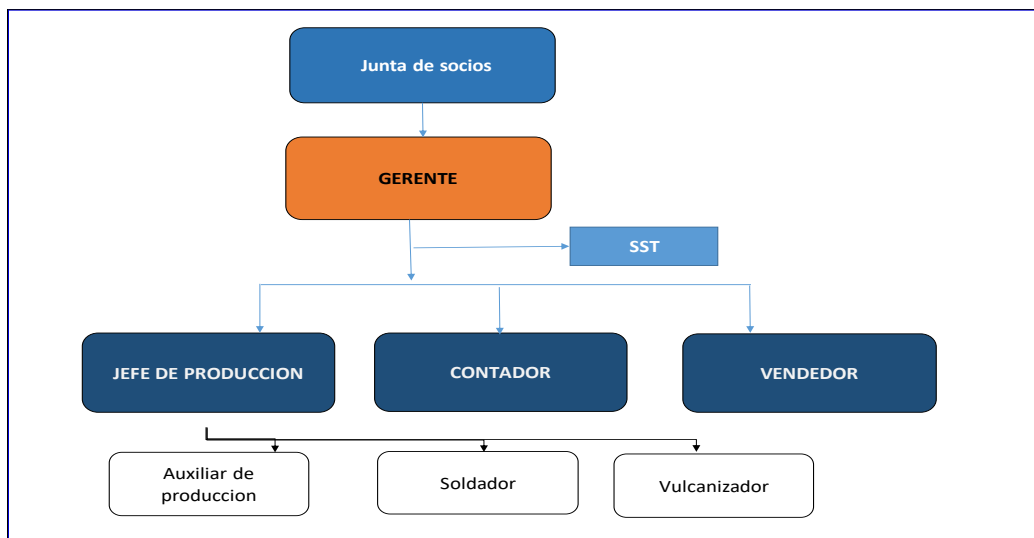 Junta de socios
GERENTE
SST
JEFE DE PRODUCCION
CONTADOR
VENDEDOR
Auxiliar de
produccion
Soldador
Vulcanizador